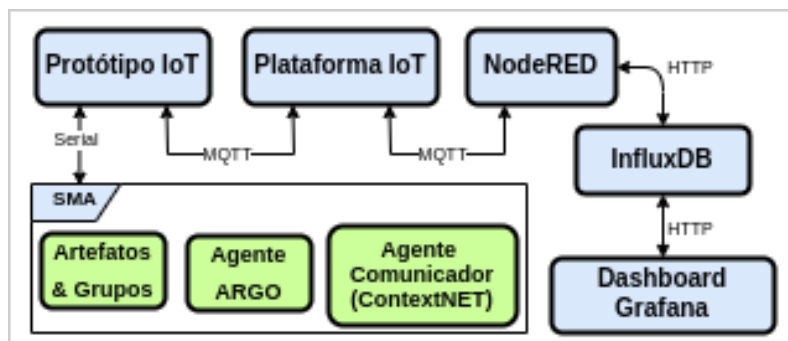 Protótipo IoT
Plataforma IoT
NodeRED
HTTP
Serial
MQTT
MQTT
InfluxDB
SMA
HTTP
Artefatos
& Grupos
Agente
ARGO
Agente
Comunicador
(ContextNET)
Dashboard
Grafana